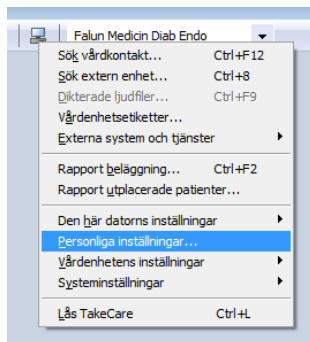 Falun Medicin Diab Endo
Sök vårdkontakt... Ctrl+F12
Sök extern enhet... Ctrl+8
Dikterade ljudfiler... Ctrl+F9
Vårdenhetsetiketter...
Externa system och tjänster
Rapport beläggning... Ctrl+F2
Rapport utplacerade patienter...
Den här datorns inställningar
Personliga inställningar...
Vårdenhetens inställningar
Systeminställningar
Lås TakeCare Ctrl+L